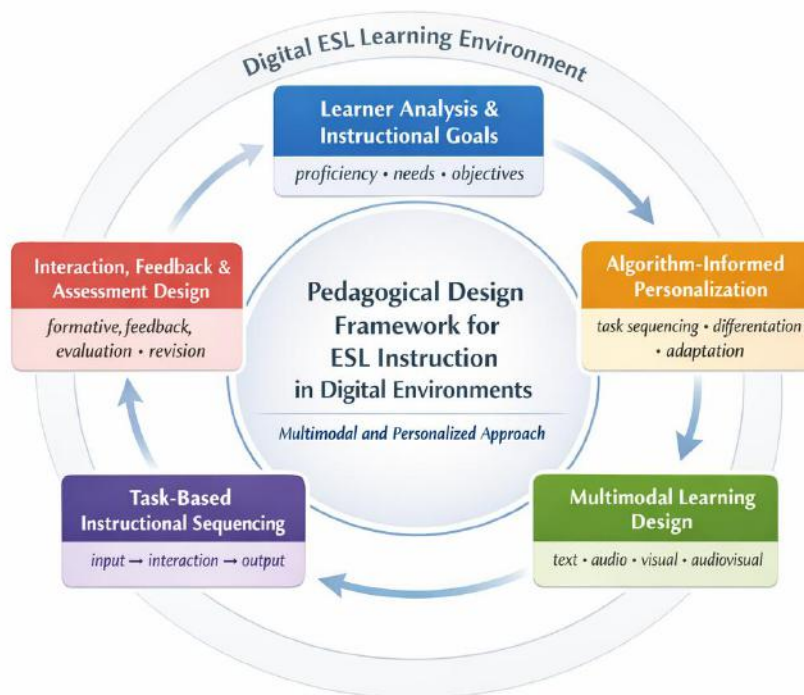 Digital ESL Learning Environment
Learner Analysis &
Instructional Goals
proficiency • needs • objectives
Algorithm-Informed
Personalization
task sequencing • differentation
• adaptation
Multimodal Learning
Design
text • audio • visual • audiovisual
Task-Based
Instructional Sequencing
input → interaction → output
Interaction, Feedback &
Assessment Design
formative, feedback,
evaluation • revision
Pedagogical Design
Framework for
ESL Instruction
in Digital Environments
Multimodal and Personalized Approach